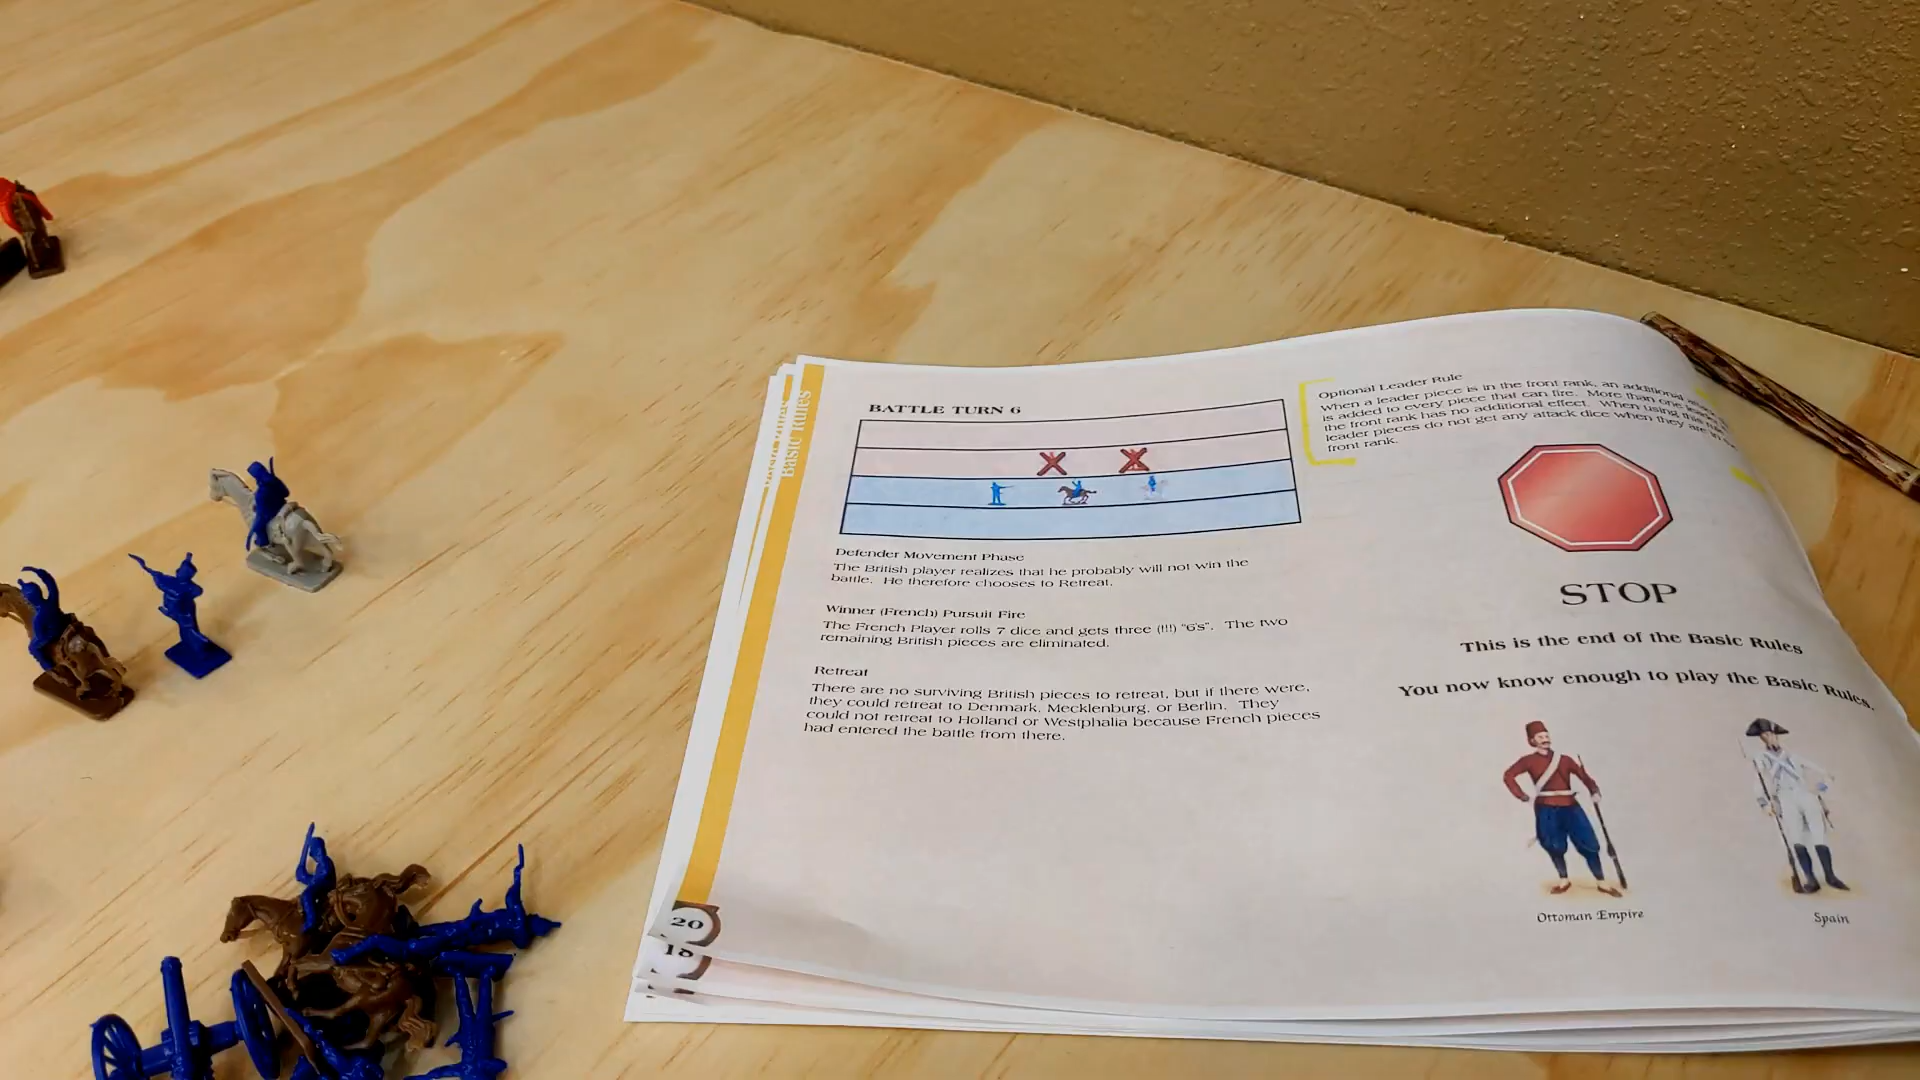 Basic Rules
BATTLE TURN 6
Defender Movement Phase
The British player realizes that he probably will not win the
battle. He therefore chooses to Retreat.
Winner (French) Pursuit Fire
The French Player rolls 7 dice and gets three (!!!) "6's". The two
remaining British pieces are eliminated.
Retreat
There are no surviving British pieces to retreat, but if there were,
they could retreat to Denmark, Mecklenburg, or Berlin. They
could not retreat to Holland or Westphalia because French pieces
had entered the battle from there.
20
18
Optional Leader Rule
When a leader piece is in the front rank, an additional
is added to every piece that can fire. More than one
the front rank has no additional effect. When using this
leader pieces do not get any attack dice when they are in
front rank.
STOP
This is the end of the Basic Rules
You now know enough to play the Basic Rules.
Ottoman Empire
Spain